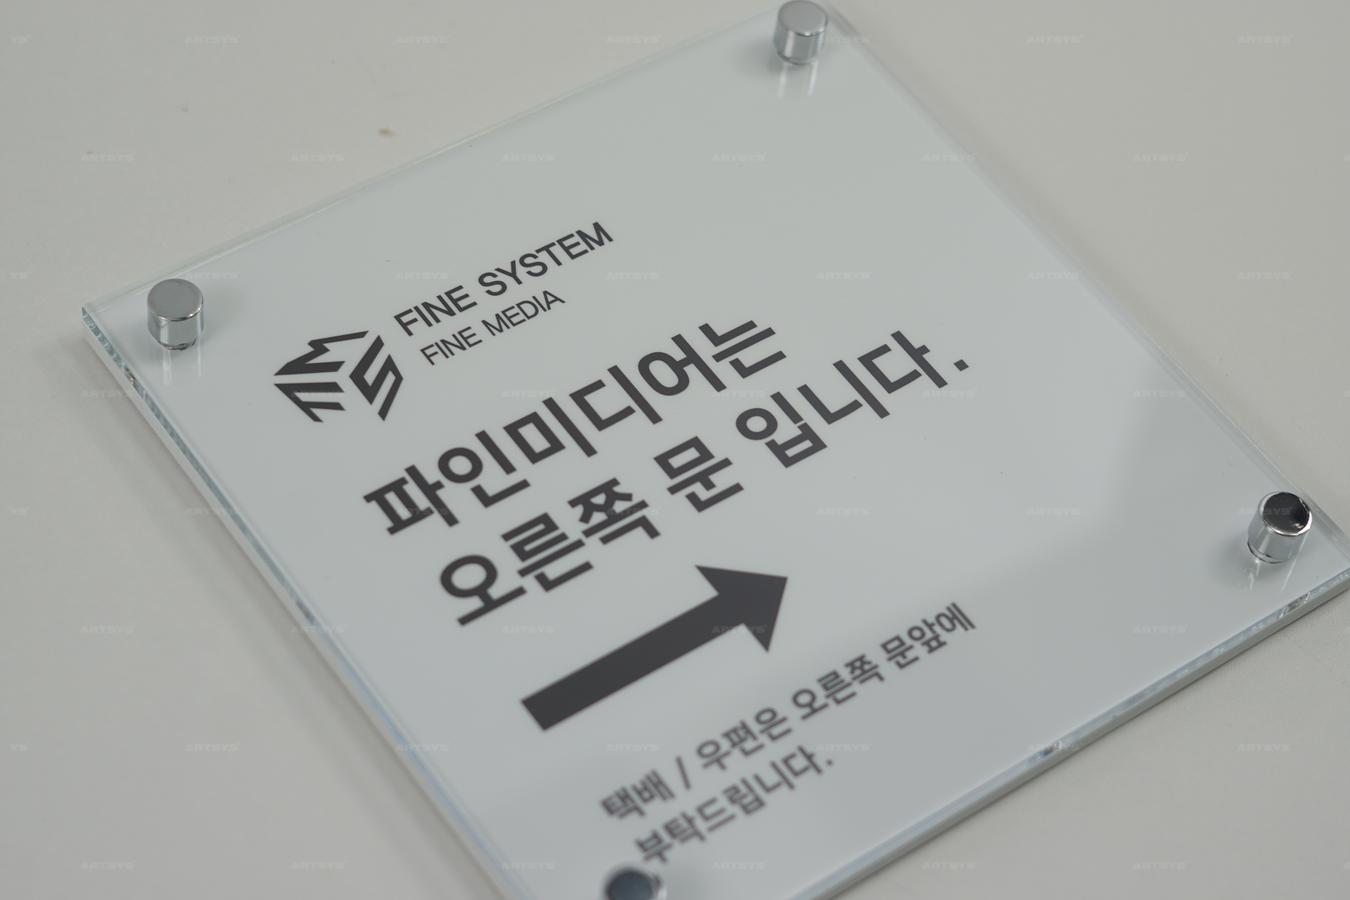 FINE SYSTEM
FINE MEDIA
파인미디어는
오른쪽 문 입니다.
택배 / 우편은 오른쪽 문앞에
부탁드립니다.
ARTSYS